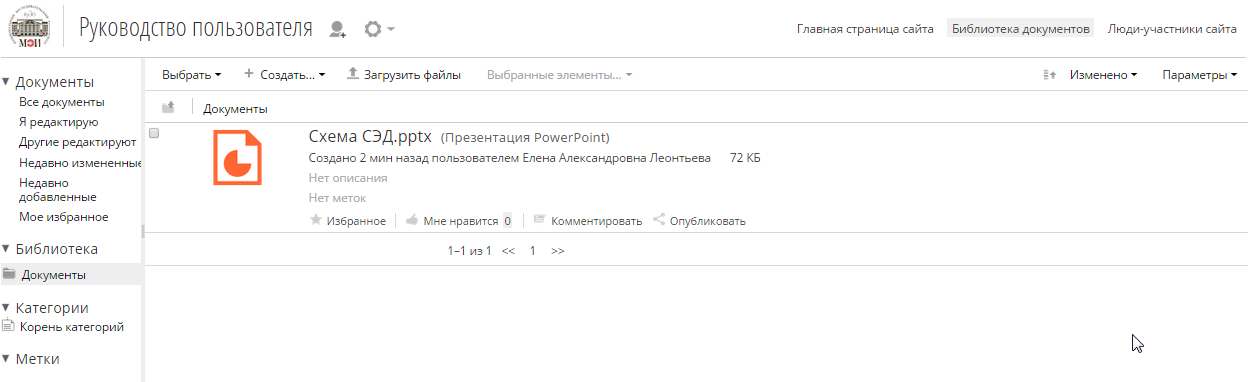 МЭИ
Руководство пользователя
Главная страница сайта Библиотека документов Люди-участники сайта
Выбрать Создать... Загрузить файлы Выбранные элементы... Изменено Параметры
Документы
Все документы
Я редактирую
Другие редактируют
Недавно измененные
Недавно
добавленные
Мое избранное
Библиотека
Документы
Категории
Корень категорий
Метки
Документы
Схема СЭД.pptx (Презентация PowerPoint)
Создано 2 мин назад пользователем Елена Александровна Леонтьева 72 КБ
Нет описания
Нет меток
Избранное Мне нравится 0 Комментировать Опубликовать
1–1 из 1 << 1 >>